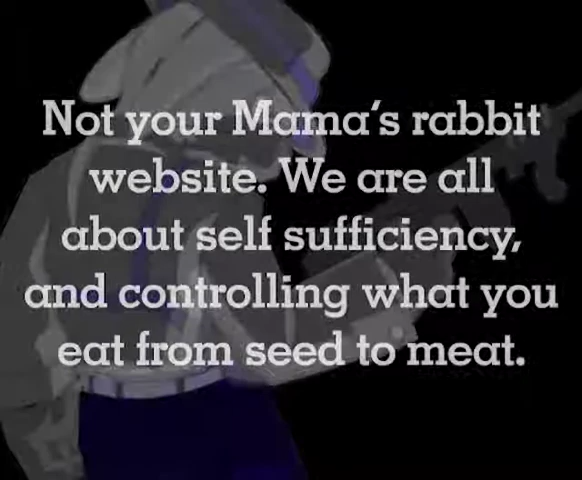 Not your Mama's rabbit
website. We are all
about self sufficiency,
and controlling what you
eat from seed to meat.